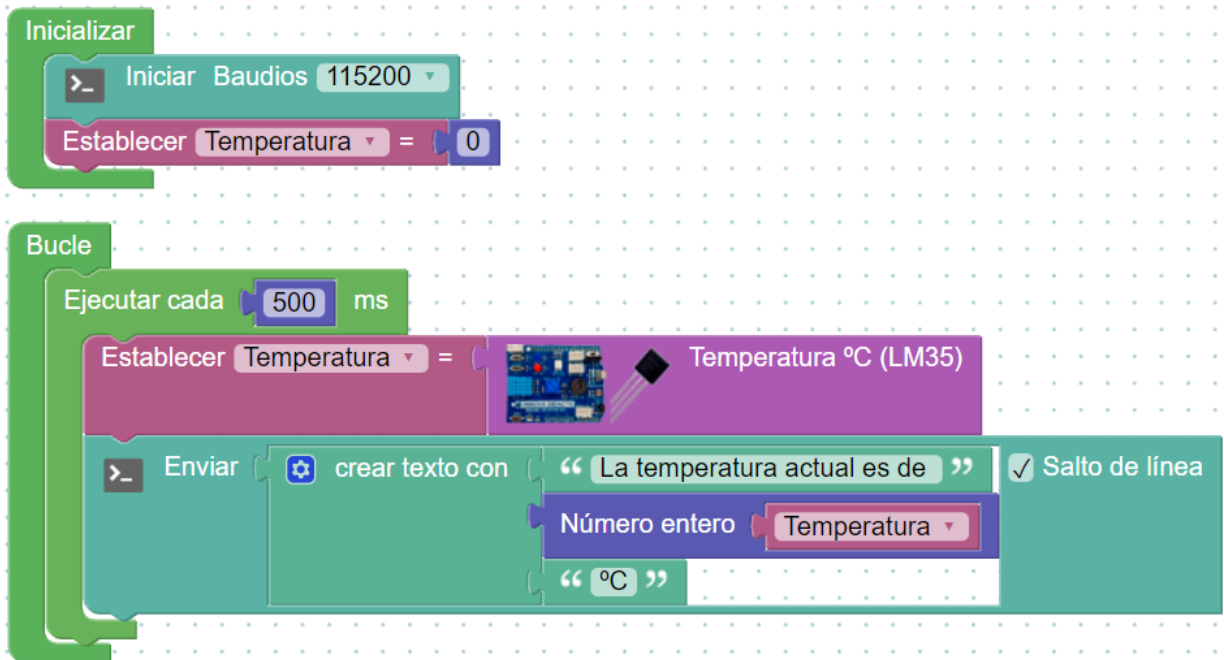 Inicializar
>_ Iniciar Baudios 115200
Establecer Temperatura = 0
Bucle
Ejecutar cada 500 ms
Establecer Temperatura = Temperatura ºC (LM35)
>_ Enviar crear texto con “ La temperatura actual es de ” Salto de línea
Número entero Temperatura
“ ºC ”